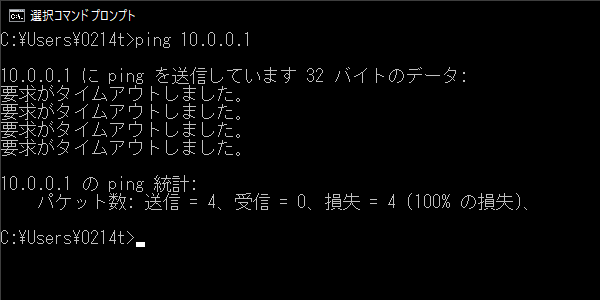 選択コマンドプロンプト
C:¥Users¥0214t>ping 10.0.0.1
10.0.0.1 に ping を送信しています 32 バイトのデータ:
要求がタイムアウトしました。
要求がタイムアウトしました。
要求がタイムアウトしました。
要求がタイムアウトしました。
10.0.0.1 の ping 統計:
パケット数: 送信 = 4、受信 = 0、損失 = 4 (100% の損失)、
C:¥Users¥0214t>